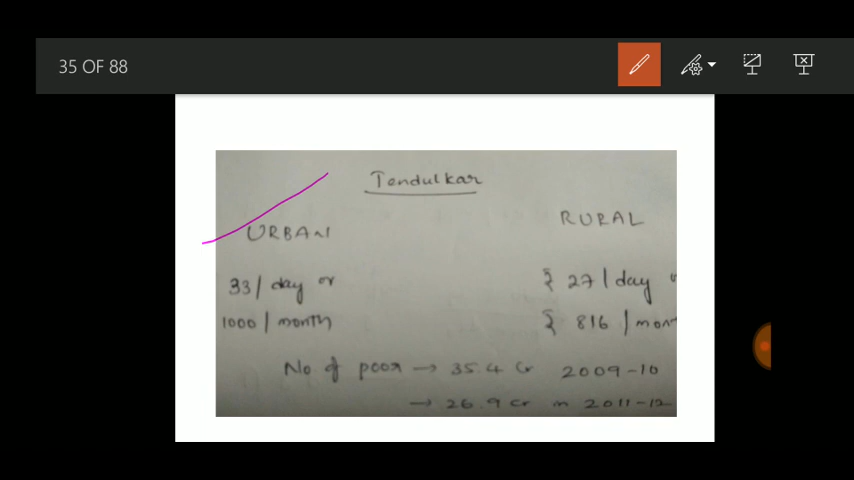 35 OF 88
Tendulkar
URBAN
RURAL
33/ day or
₹ 27/day
1000/month
₹ 816/mon
No of poor → 35.4 Cr 2009-10
→ 26.9 Cr in 2011-12